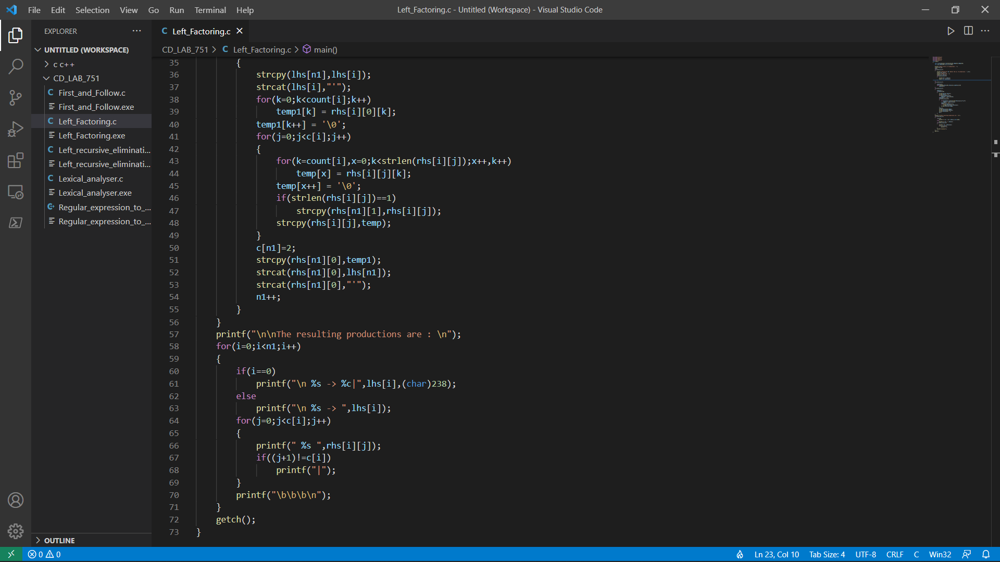 File Edit Selection View Go Run Terminal Help
Left_Factoring.c - Untitled (Workspace) - Visual Studio Code
EXPLORER
UNTITLED (WORKSPACE)
c c++
CD_LAB_751
First_and_Follow.c
First_and_Follow.exe
Left_Factoring.c
Left_Factoring.exe
Left_recursive_eliminati...
Left_recursive_eliminati...
Lexical_analyser.c
Lexical_analyser.exe
Regular_expression_to_...
Regular_expression_to_...
OUTLINE
Left_Factoring.c
CD_LAB_751 > C Left_Factoring.c > main()
35 {
36 strcpy(lhs[n1],lhs[i]);
37 strcat(lhs[i],"'");
38 for(k=0;k<count[i];k++)
39 temp1[k] = rhs[i][0][k];
40 temp1[k++] = '\0';
41 for(j=0;j<c[i];j++)
42 {
43 for(k=count[i],x=0;k<strlen(rhs[i][j]);x++,k++)
44 temp[x] = rhs[i][j][k];
45 temp[x++] = '\0';
46 if(strlen(rhs[i][j])==1)
47 strcpy(rhs[n1][1],rhs[i][j]);
48 strcpy(rhs[i][j],temp);
49 }
50 c[n1]=2;
51 strcpy(rhs[n1][0],temp1);
52 strcat(rhs[n1][0],lhs[n1]);
53 strcat(rhs[n1][0],"'");
54 n1++;
55 }
56 }
57 printf("\n\nThe resulting productions are : \n");
58 for(i=0;i<n1;i++)
59 {
60 if(i==0)
61 printf("\n %s -> %c|",lhs[i],(char)238);
62 else
63 printf("\n %s -> ",lhs[i]);
64 for(j=0;j<c[i];j++)
65 {
66 printf(" %s ",rhs[i][j]);
67 if((j+1)!=c[i])
68 printf("|");
69 }
70 printf("\b\b\b\n");
71 }
72 getch();
73 }
0 0
Ln 23, Col 10 Tab Size: 4 UTF-8 CRLF C Win32